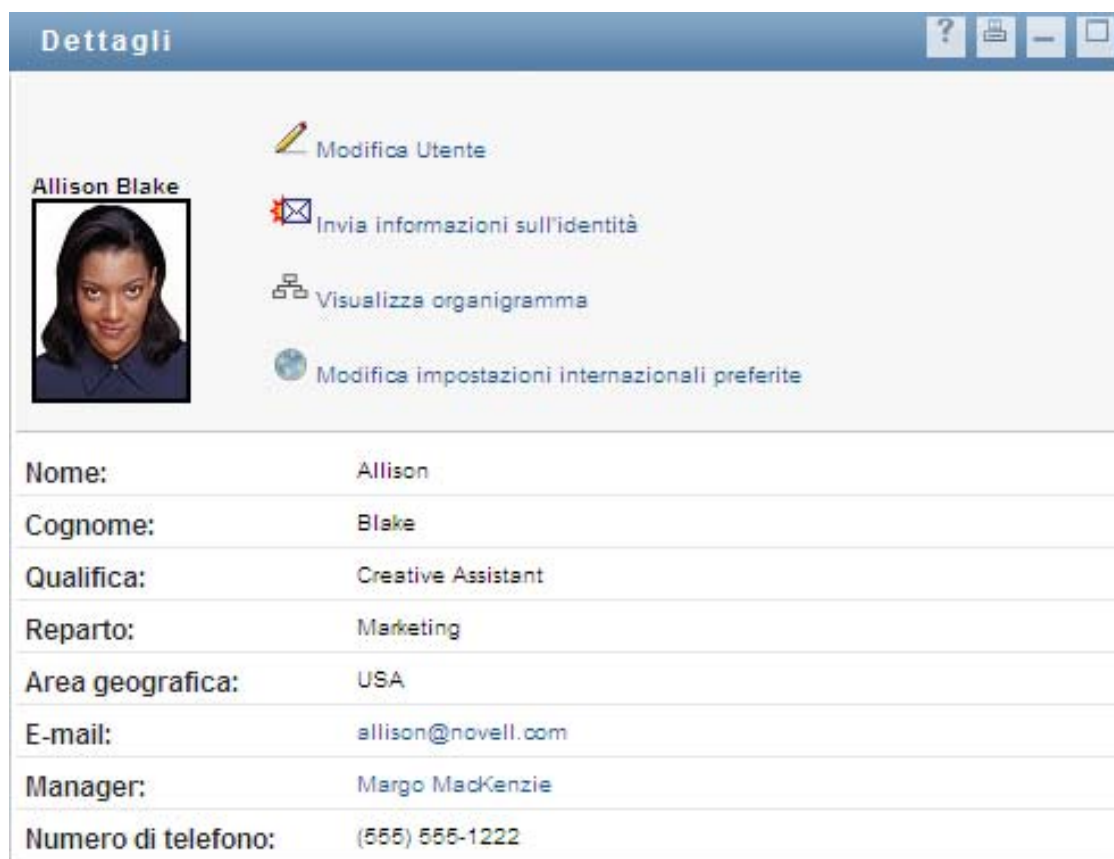 Dettagli
?
Modifica Utente
Allison Blake
Invia informazioni sull'identità
Visualizza organigramma
Modifica impostazioni internazionali preferite
Nome: Allison
Cognome: Blake
Qualifica: Creative Assistant
Reparto: Marketing
Area geografica: USA
E-mail: allison@novell.com
Manager: Margo MacKenzie
Numero di telefono: (555) 555-1222